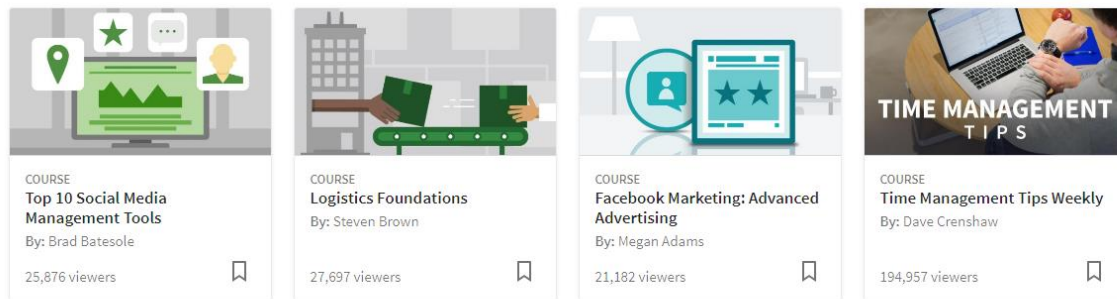 COURSE
Top 10 Social Media
Management Tools
By: Brad Batesole
25,876 viewers
COURSE
Logistics Foundations
By: Steven Brown
27,697 viewers
COURSE
Facebook Marketing: Advanced
Advertising
By: Megan Adams
21,182 viewers
TIME MANAGEMENT
TIPS
COURSE
Time Management Tips Weekly
By: Dave Crenshaw
194,957 viewers